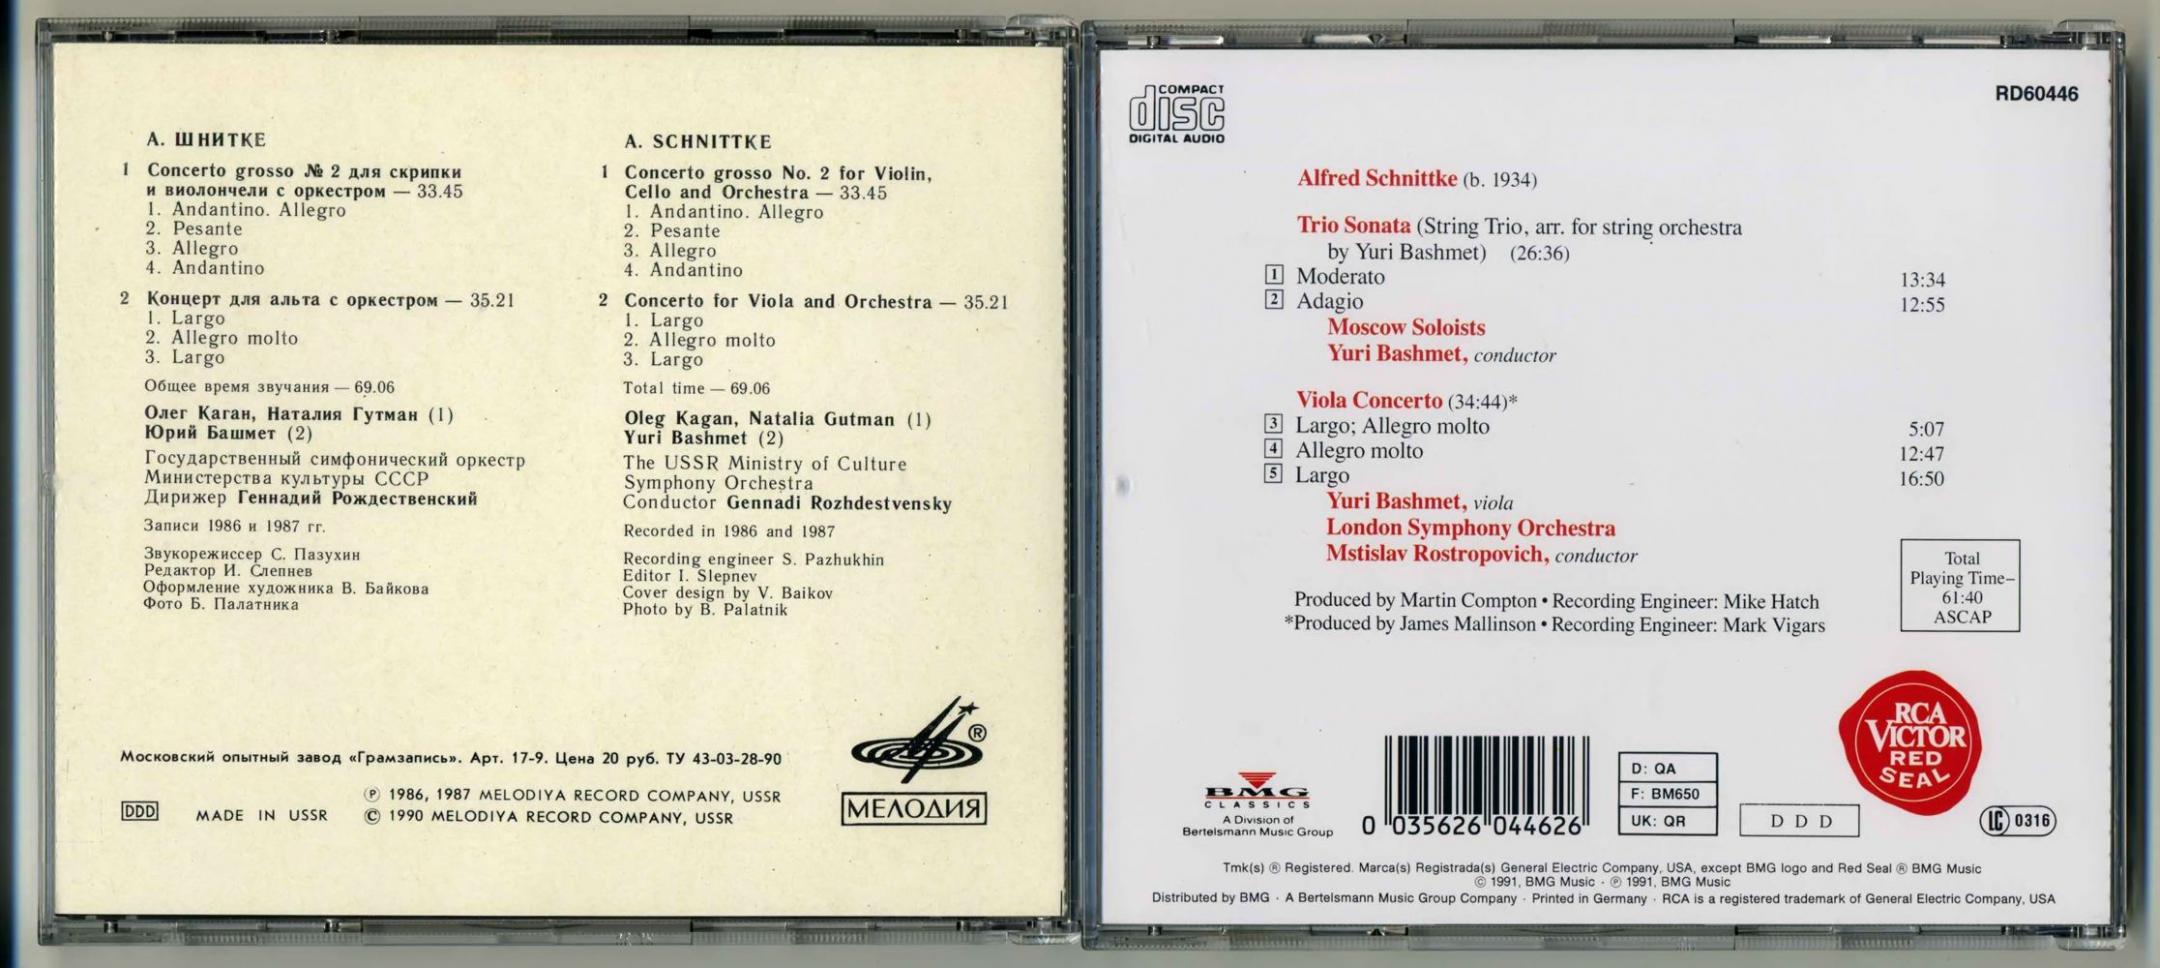 А. ШНИТКЕ
1 Concerto grosso № 2 для скрипки
и виолончели с оркестром — 33.45
1. Andantino. Allegro
2. Pesante
3. Allegro
4. Andantino
2 Концерт для альта с оркестром — 35.21
1. Largo
2. Allegro molto
3. Largo
Общее время звучания — 69.06
Олег Каган, Наталия Гутман (1)
Юрий Башмет (2)
Государственный симфонический оркестр
Министерства культуры СССР
Дирижер Геннадий Рождественский
Записи 1986 и 1987 гг.
Звукорежиссер С. Пазухин
Редактор И. Слепнев
Оформление художника В. Байкова
Фото Б. Палатника
A. SCHNITTKE
1 Concerto grosso No. 2 for Violin,
Cello and Orchestra — 33.45
1. Andantino. Allegro
2. Pesante
3. Allegro
4. Andantino
2 Concerto for Viola and Orchestra — 35.21
1. Largo
2. Allegro molto
3. Largo
Total time — 69.06
Oleg Kagan, Natalia Gutman (1)
Yuri Bashmet (2)
The USSR Ministry of Culture
Symphony Orchestra
Conductor Gennadi Rozhdestvensky
Recorded in 1986 and 1987
Recording engineer S. Pazhukhin
Editor I. Slepnev
Cover design by V. Baikov
Photo by B. Palatnik
Московский опытный завод «Грамзапись». Арт. 17-9. Цена 20 руб. ТУ 43-03-28-90
DDD MADE IN USSR
Ⓟ 1986, 1987 MELODIYA RECORD COMPANY, USSR
© 1990 MELODIYA RECORD COMPANY, USSR
®
МЕЛОДИЯ
COMPACT
disc
DIGITAL AUDIO
RD60446
Alfred Schnittke (b. 1934)
Trio Sonata (String Trio, arr. for string orchestra
by Yuri Bashmet) (26:36)
1 Moderato 13:34
2 Adagio 12:55
Moscow Soloists
Yuri Bashmet, conductor
Viola Concerto (34:44)*
3 Largo; Allegro molto 5:07
4 Allegro molto 12:47
5 Largo 16:50
Yuri Bashmet, viola
London Symphony Orchestra
Mstislav Rostropovich, conductor
Total
Playing Time–
61:40
ASCAP
Produced by Martin Compton • Recording Engineer: Mike Hatch
*Produced by James Mallinson • Recording Engineer: Mark Vigars
RCA
VICTOR
RED
SEAL
BMG
CLASSICS
A Division of
Bertelsmann Music Group
0 035626 044626
D: QA
F: BM650
UK: QR
D D D
LC 0316
Tmk(s) ® Registered. Marca(s) Registrada(s) General Electric Company, USA, except BMG logo and Red Seal ® BMG Music
© 1991, BMG Music · Ⓟ 1991, BMG Music
Distributed by BMG · A Bertelsmann Music Group Company · Printed in Germany · RCA is a registered trademark of General Electric Company, USA